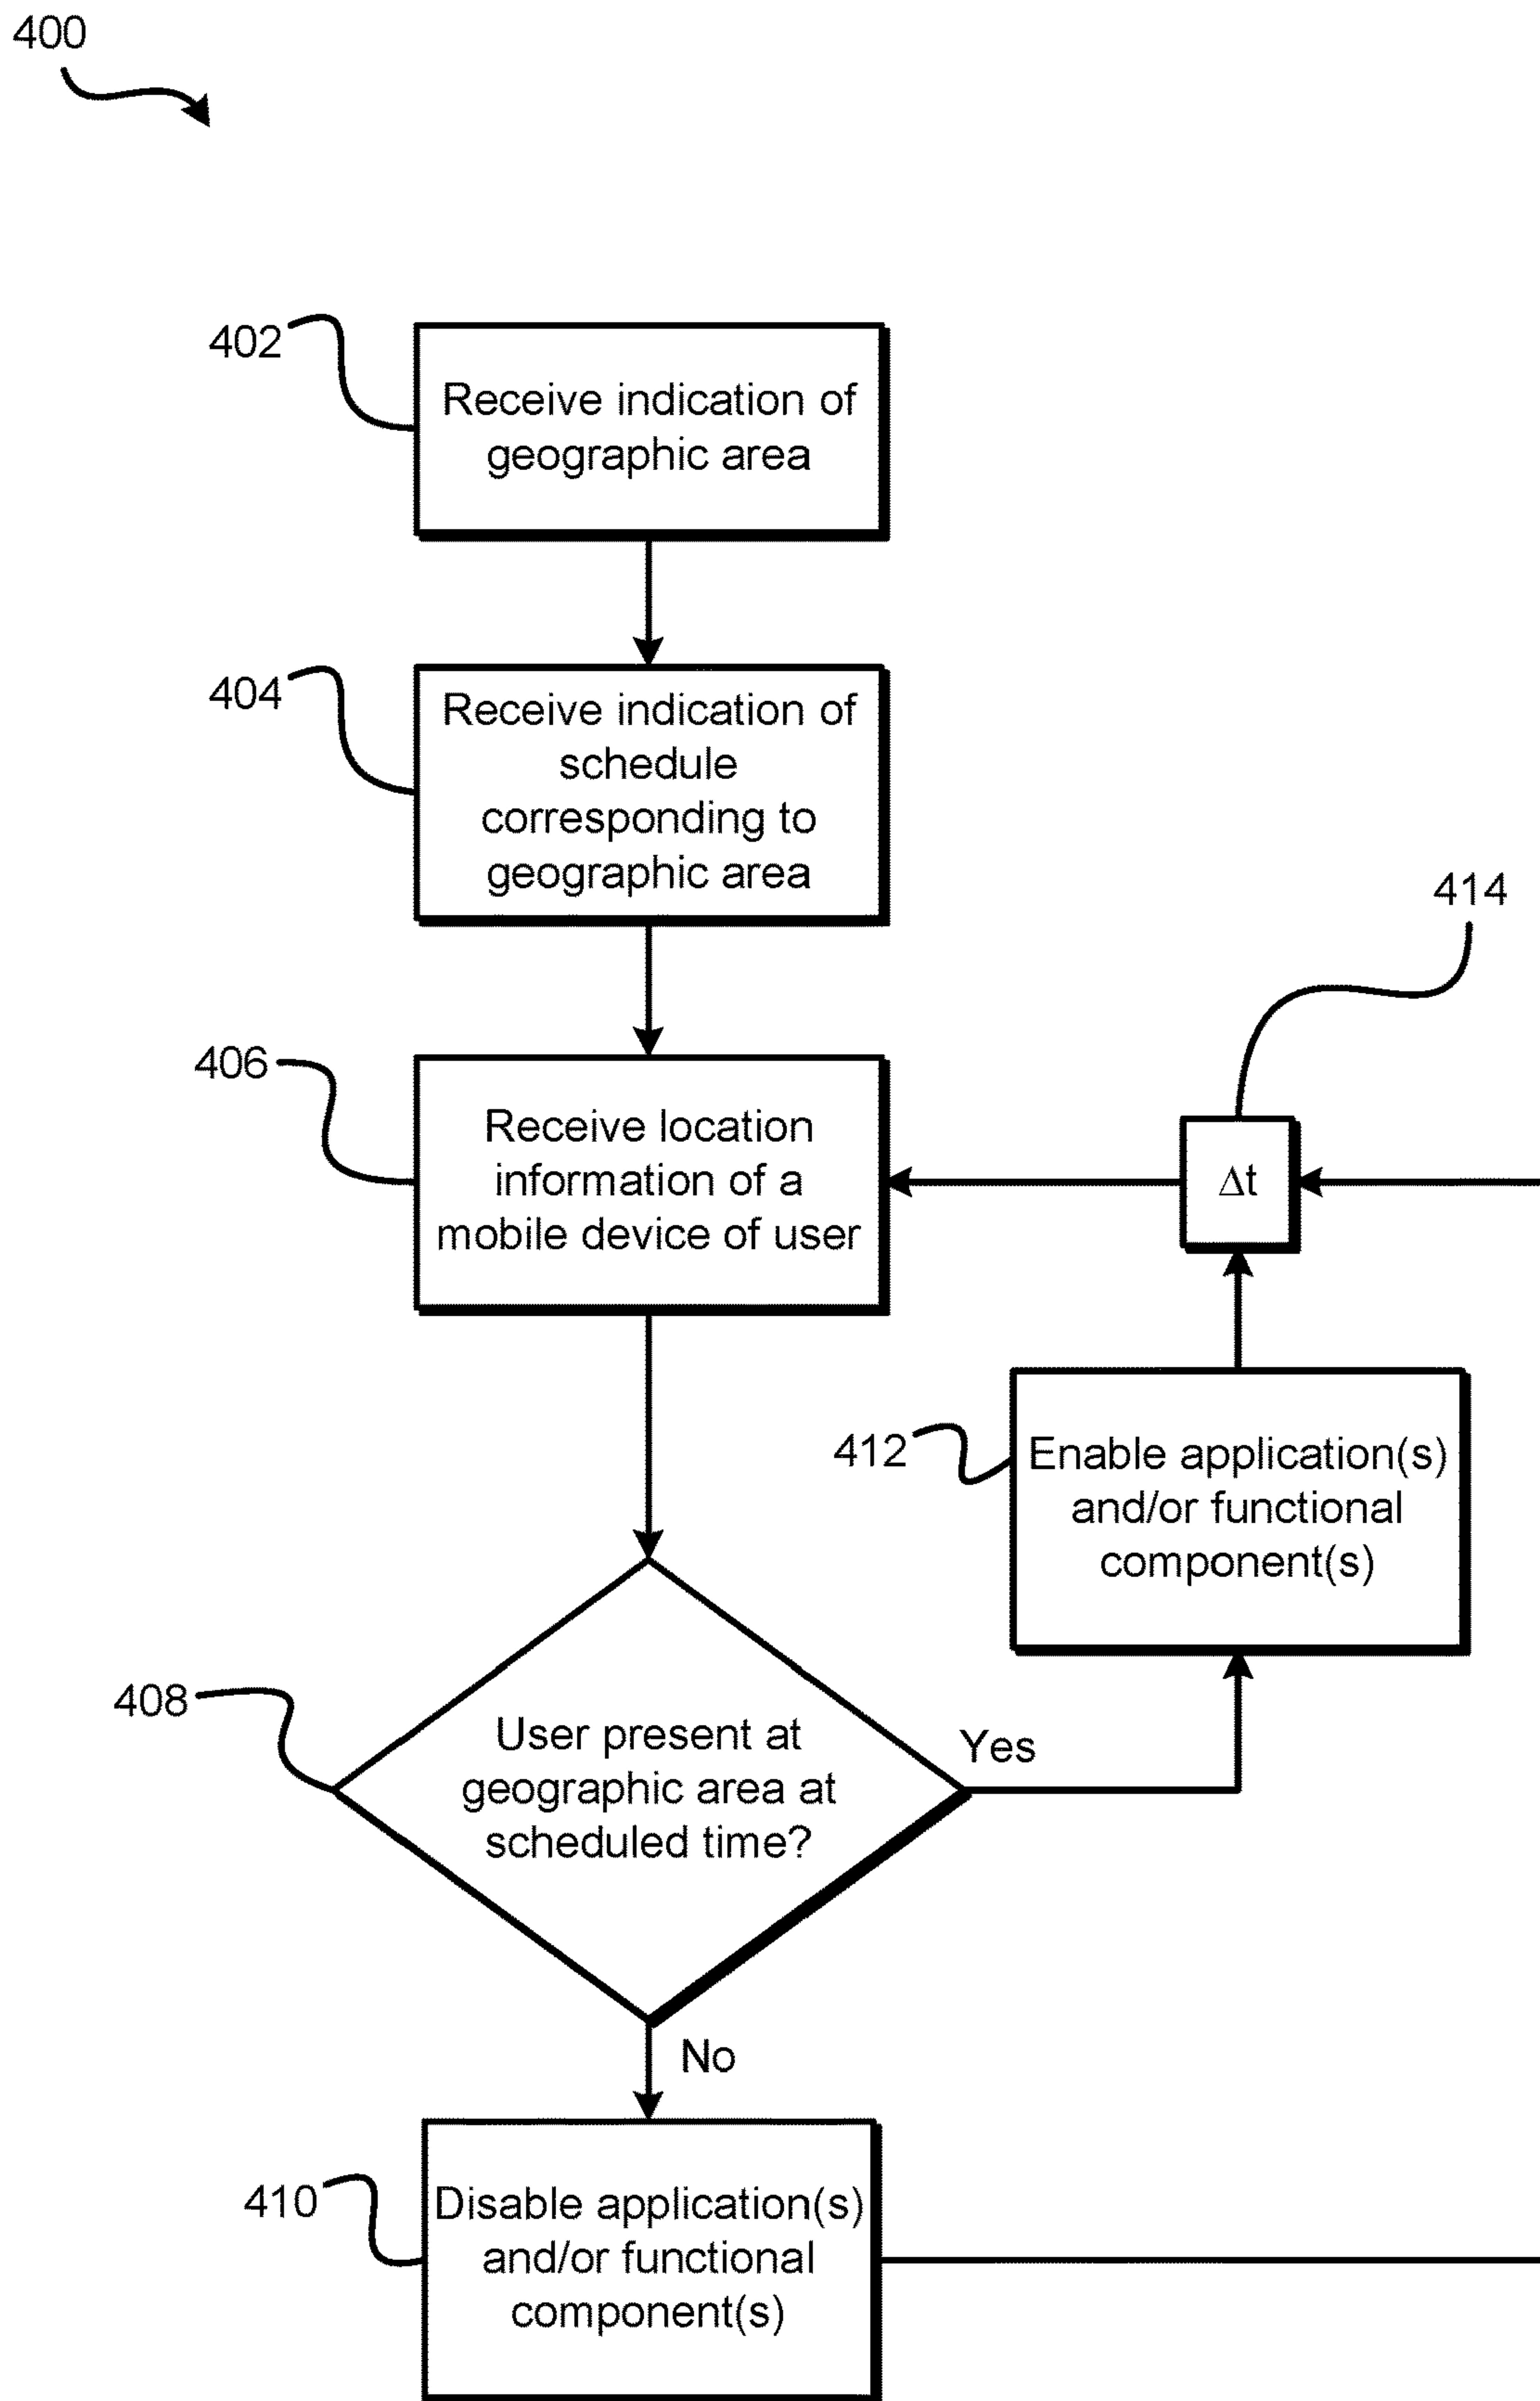 400
402
Receive indication of
geographic area
404
Receive indication of
schedule
corresponding to
geographic area
414
406
Receive location
information of a
mobile device of user
Δt
412
Enable application(s)
and/or functional
component(s)
408
User present at
geographic area at
scheduled time?
Yes
No
410
Disable application(s)
and/or functional
component(s)